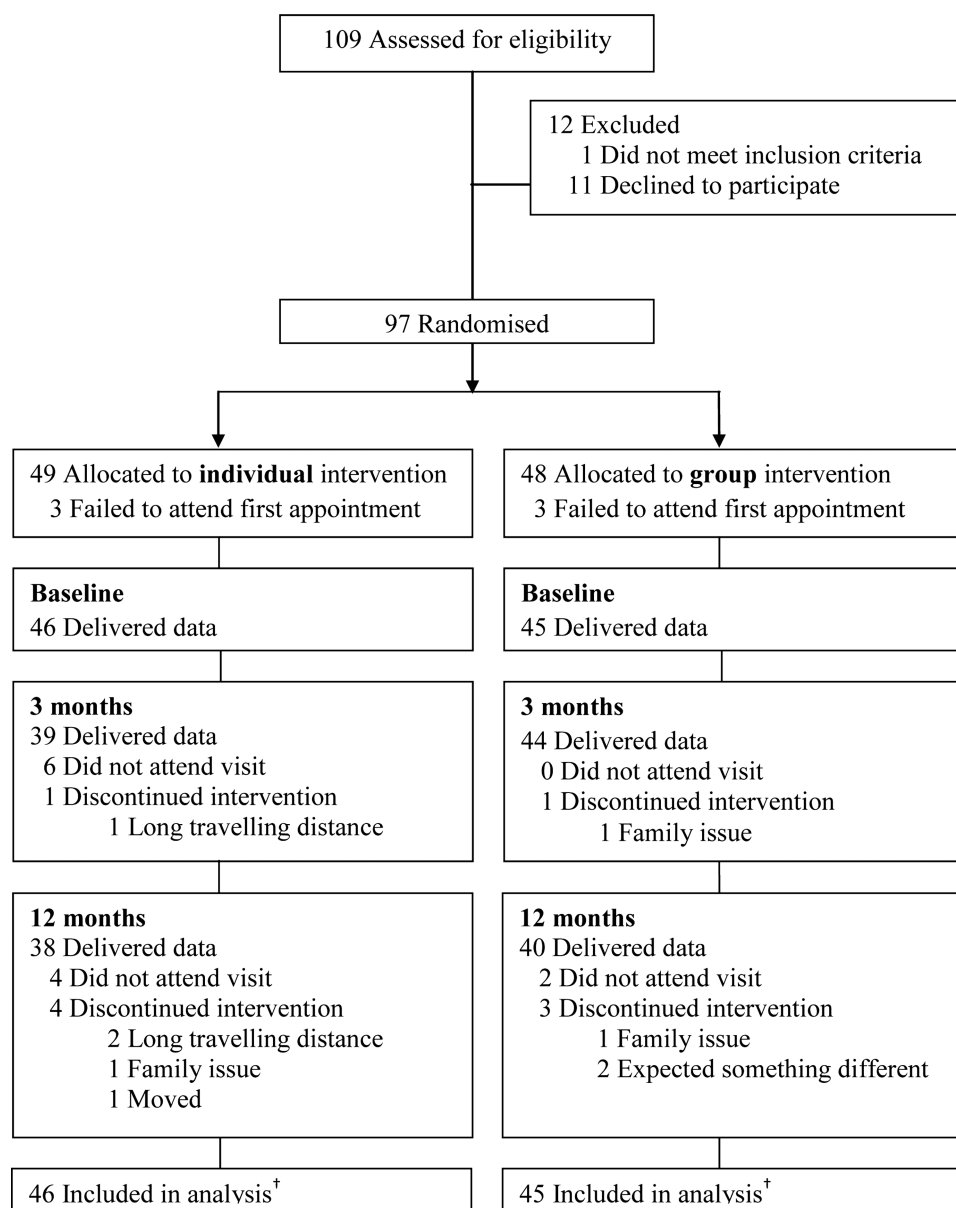 109 Assessed for eligibility
12 Excluded
1 Did not meet inclusion criteria
11 Declined to participate
97 Randomised
49 Allocated to individual intervention
3 Failed to attend first appointment
48 Allocated to group intervention
3 Failed to attend first appointment
Baseline
46 Delivered data
Baseline
45 Delivered data
3 months
39 Delivered data
6 Did not attend visit
1 Discontinued intervention
1 Long travelling distance
3 months
44 Delivered data
0 Did not attend visit
1 Discontinued intervention
1 Family issue
12 months
38 Delivered data
4 Did not attend visit
4 Discontinued intervention
2 Long travelling distance
1 Family issue
1 Moved
12 months
40 Delivered data
2 Did not attend visit
3 Discontinued intervention
1 Family issue
2 Expected something different
46 Included in analysis†
45 Included in analysis†